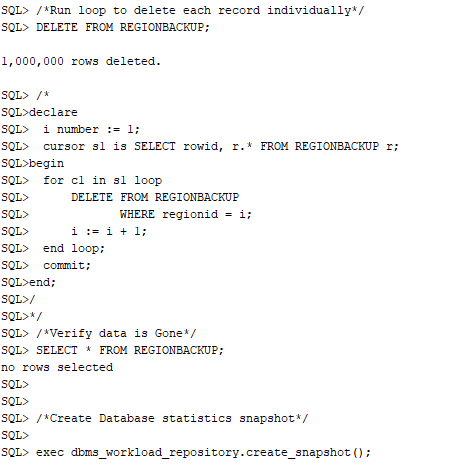 SQL> /*Run loop to delete each record individually*/
SQL> DELETE FROM REGIONBACKUP;
1,000,000 rows deleted.
SQL> /*
SQL>declare
SQL>  i number := 1;
SQL>  cursor s1 is SELECT rowid, r.* FROM REGIONBACKUP r;
SQL>begin
SQL>  for c1 in s1 loop
SQL>      DELETE FROM REGIONBACKUP
SQL>             WHERE regionid = i;
SQL>      i := i + 1;
SQL>  end loop;
SQL>  commit;
SQL>end;
SQL>/
SQL>*/
SQL> /*Verify data is Gone*/
SQL> SELECT * FROM REGIONBACKUP;
no rows selected
SQL>
SQL>
SQL> /*Create Database statistics snapshot*/
SQL>
SQL> exec dbms_workload_repository.create_snapshot();